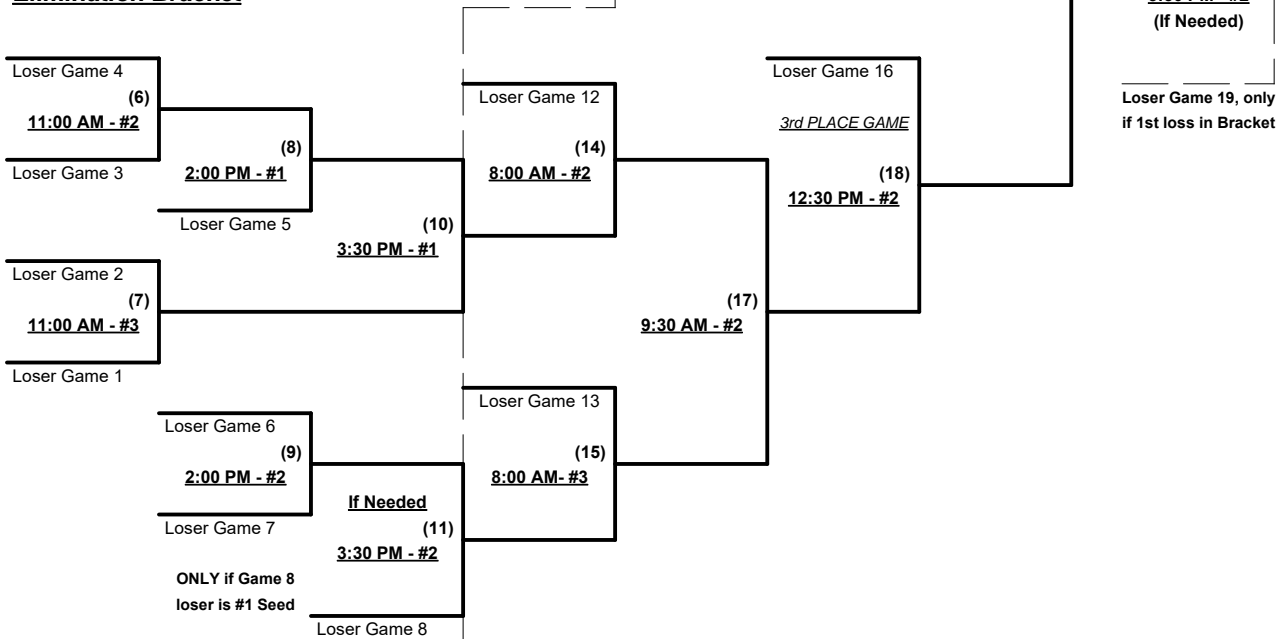 Elimination Bracket
(If Needed)
Loser Game 4
(6)
11:00 AM - #2
Loser Game 3
(8)
2:00 PM - #1
Loser Game 5
Loser Game 2
(7)
11:00 AM - #3
Loser Game 1
(10)
3:30 PM - #1
Loser Game 12
(14)
8:00 AM - #2
Loser Game 16
3rd PLACE GAME
(18)
12:30 PM - #2
Loser Game 19, only
if 1st loss in Bracket
(17)
9:30 AM - #2
Loser Game 6
(9)
2:00 PM - #2
Loser Game 7
Loser Game 13
(15)
8:00 AM- #3
If Needed
(11)
3:30 PM - #2
ONLY if Game 8
loser is #1 Seed
Loser Game 8